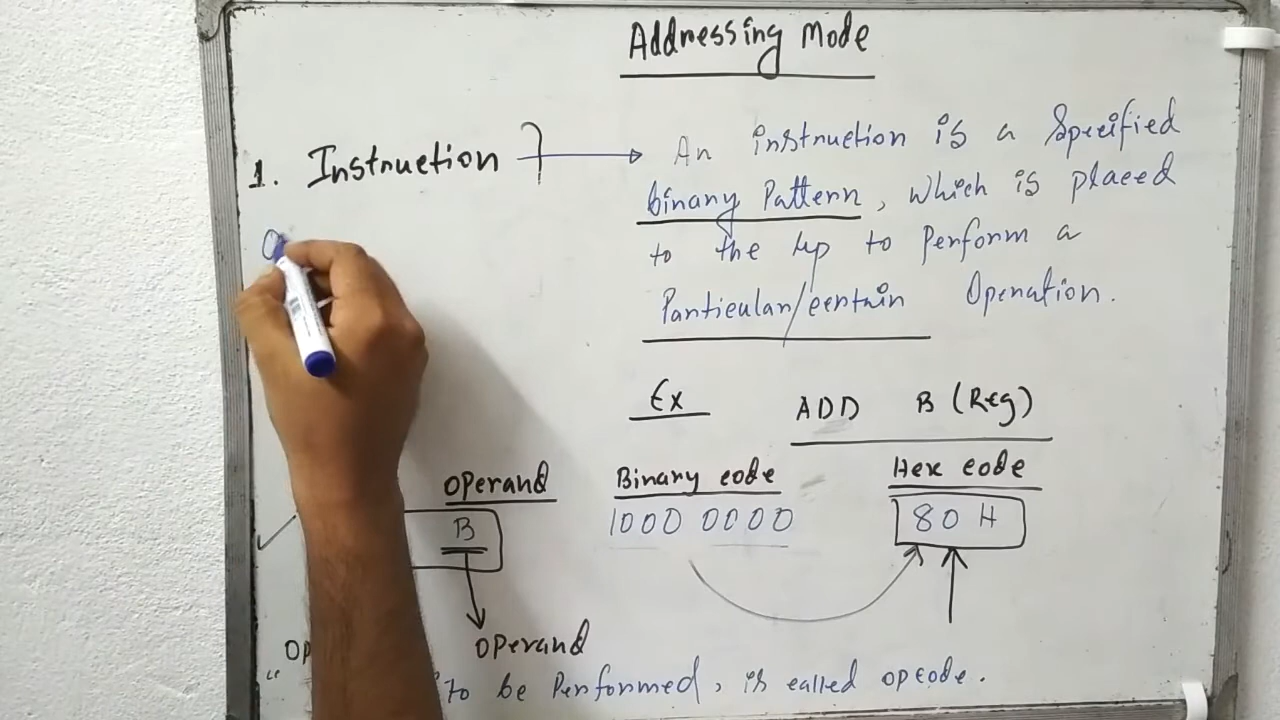 Addressing Mode
1. Instruction
An instruction is a Specified
binary Pattern, which is placed
to the µp to Perform a
Particular/certain Operation.
Ex ADD B (Reg)
operand Binary code Hex code
B 1000 0000 80 H
OP operand
" to be Performed, is called opcode.